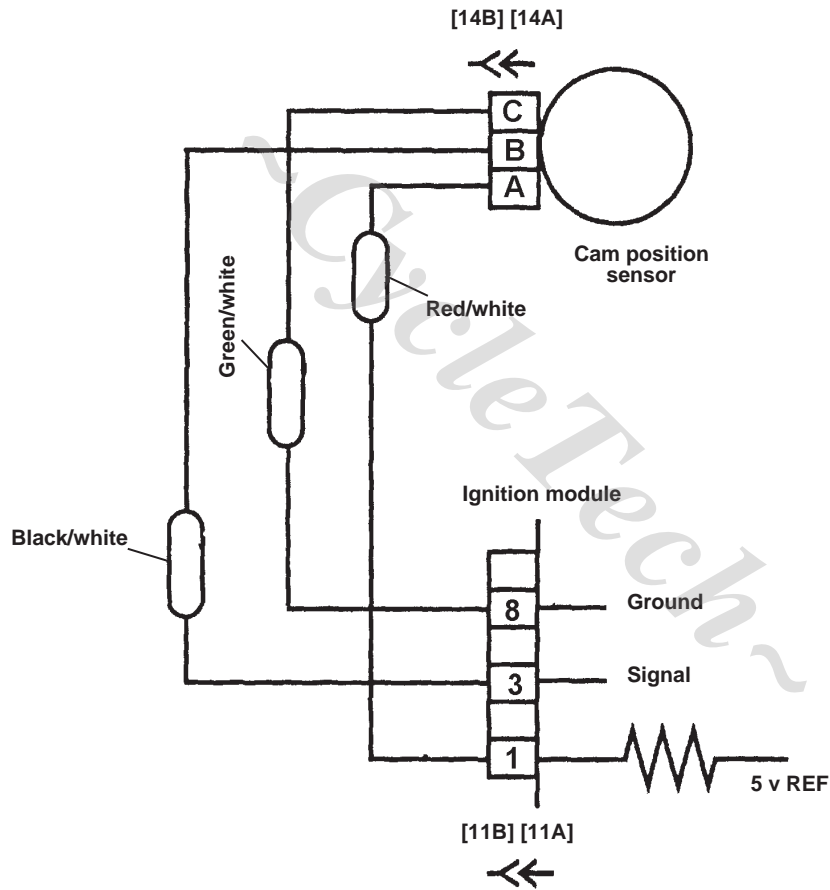 [14B] [14A]
C
B
A
Cam position
sensor
Green/white
Red/white
~CycleTech~
Ignition module
Black/white
8
Ground
3
Signal
1
5 v REF
[11B] [11A]